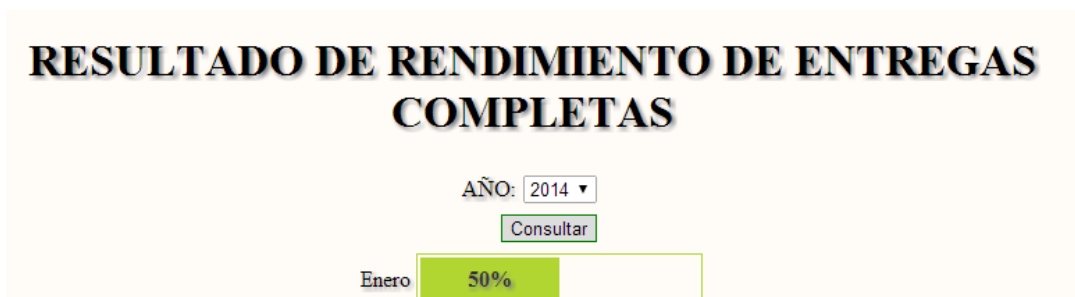 RESULTADO DE RENDIMIENTO DE ENTREGAS
COMPLETAS
AÑO: 2014
Consultar
Enero 50%